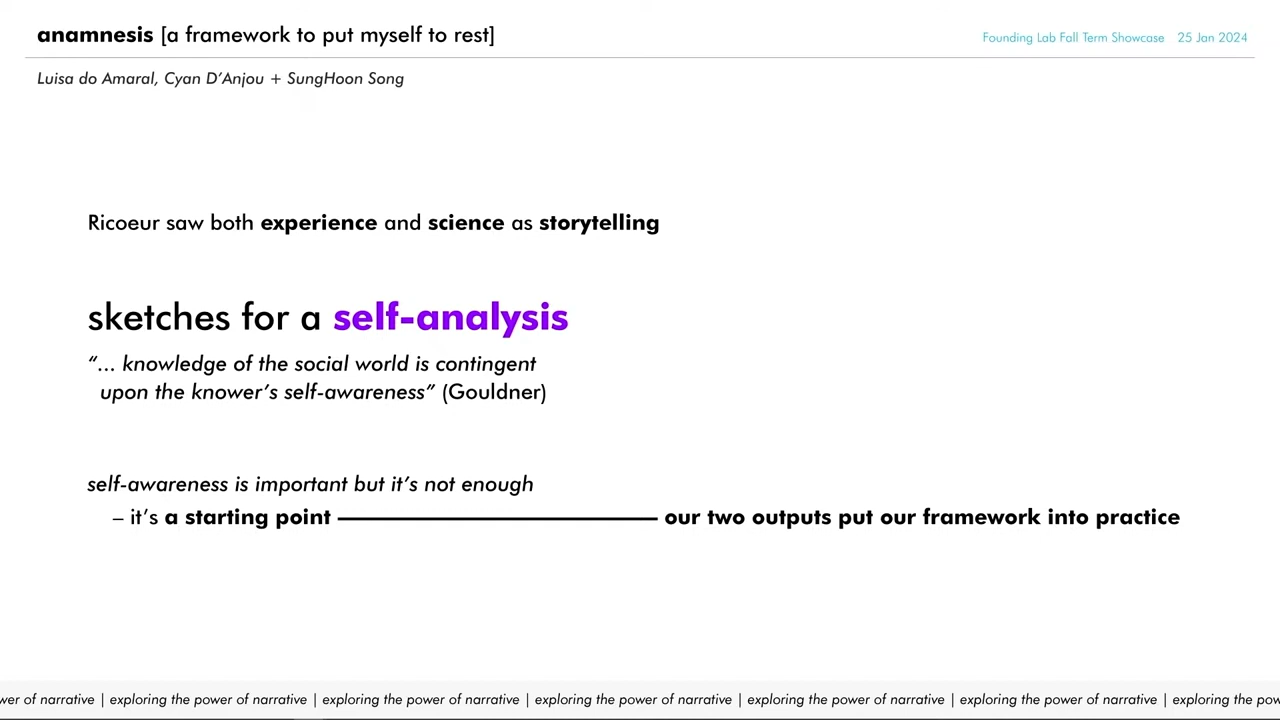 anamnesis [a framework to put myself to rest]
Founding Lab Fall Term Showcase 25 Jan 2024
Luisa do Amaral, Cyan D'Anjou + SungHoon Song
Ricoeur saw both experience and science as storytelling
sketches for a self-analysis
"... knowledge of the social world is contingent
upon the knower's self-awareness" (Gouldner)
self-awareness is important but it's not enough
– it's a starting point ——— our two outputs put our framework into practice
wer of narrative | exploring the power of narrative | exploring the power of narrative | exploring the power of narrative | exploring the power of narrative | exploring the power of narrative | exploring the pow